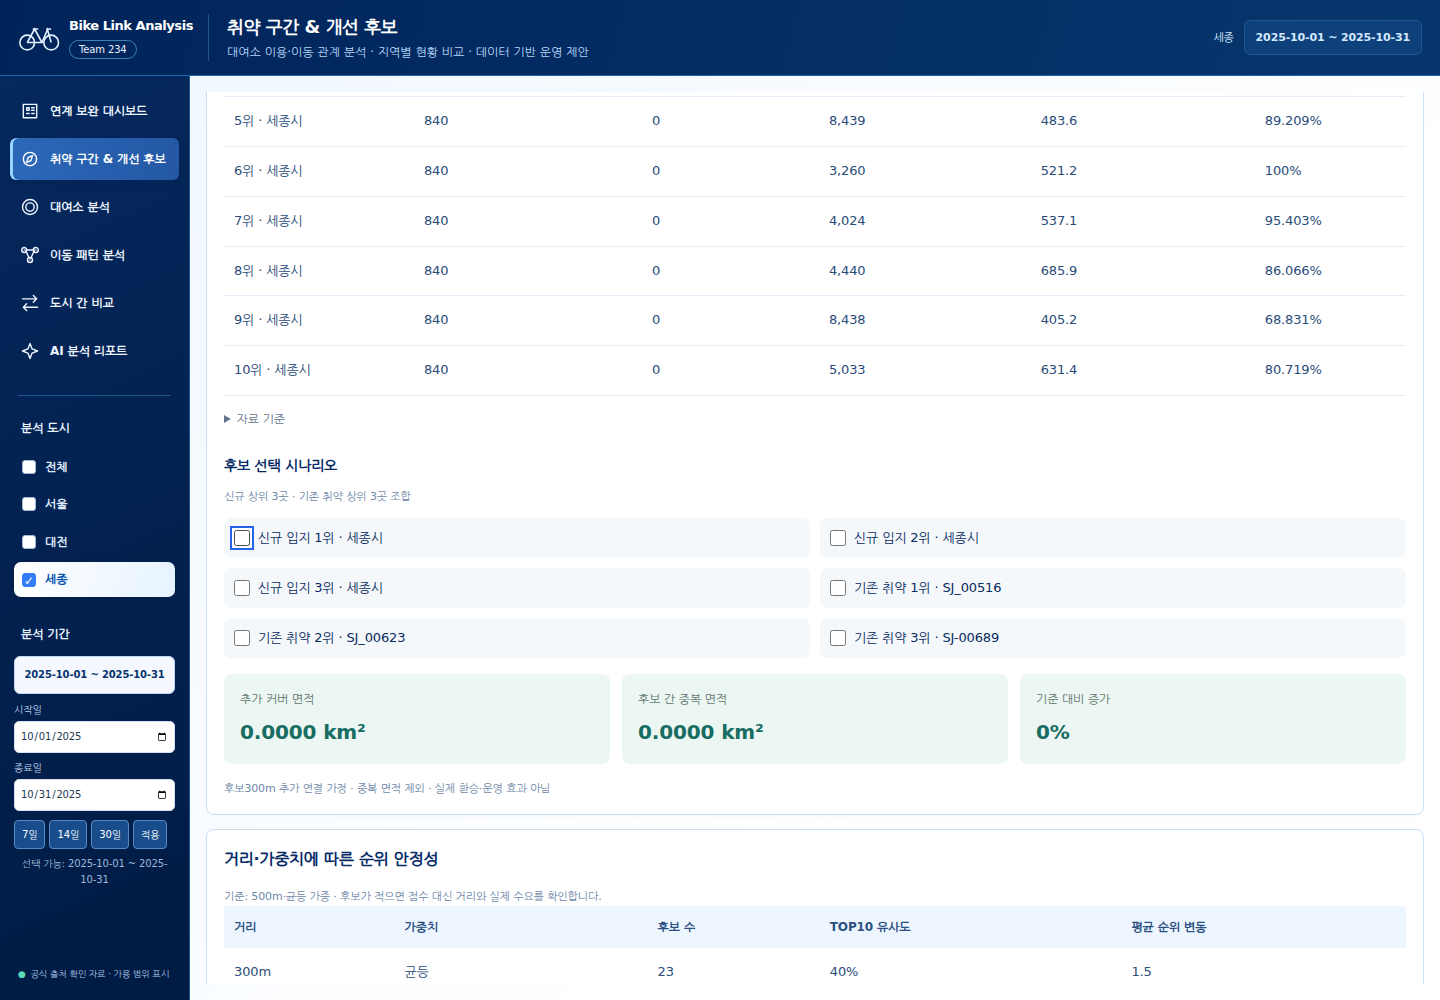 Bike Link Analysis
Team 234
취약 구간 & 개선 후보
대여소 이용·이동 관계 분석 · 지역별 현황 비교 · 데이터 기반 운영 제안
세종
2025-10-01 ~ 2025-10-31
연계 보완 대시보드
취약 구간 & 개선 후보
대여소 분석
이동 패턴 분석
도시 간 비교
AI 분석 리포트
분석 도시
전체
서울
대전
세종
분석 기간
2025-10-01 ~ 2025-10-31
시작일
10/01/2025
종료일
10/31/2025
7일 14일 30일 적용
선택 가능: 2025-10-01 ~ 2025-
10-31
공식 출처 확인 자료 · 가용 범위 표시
5위 · 세종시 840 0 8,439 483.6 89.209%
6위 · 세종시 840 0 3,260 521.2 100%
7위 · 세종시 840 0 4,024 537.1 95.403%
8위 · 세종시 840 0 4,440 685.9 86.066%
9위 · 세종시 840 0 8,438 405.2 68.831%
10위 · 세종시 840 0 5,033 631.4 80.719%
자료 기준
후보 선택 시나리오
신규 상위 3곳 · 기존 취약 상위 3곳 조합
신규 입지 1위 · 세종시
신규 입지 2위 · 세종시
신규 입지 3위 · 세종시
기존 취약 1위 · SJ_00516
기존 취약 2위 · SJ_00623
기존 취약 3위 · SJ-00689
추가 커버 면적
0.0000 km²
후보 간 중복 면적
0.0000 km²
기준 대비 증가
0%
후보300m 추가 연결 가정 · 중복 면적 제외 · 실제 환승·운영 효과 아님
거리·가중치에 따른 순위 안정성
기준: 500m·균등 가중 · 후보가 적으면 점수 대신 거리와 실제 수요를 확인합니다.
거리 가중치 후보 수 TOP10 유사도 평균 순위 변동
300m 균등 23 40% 1.5